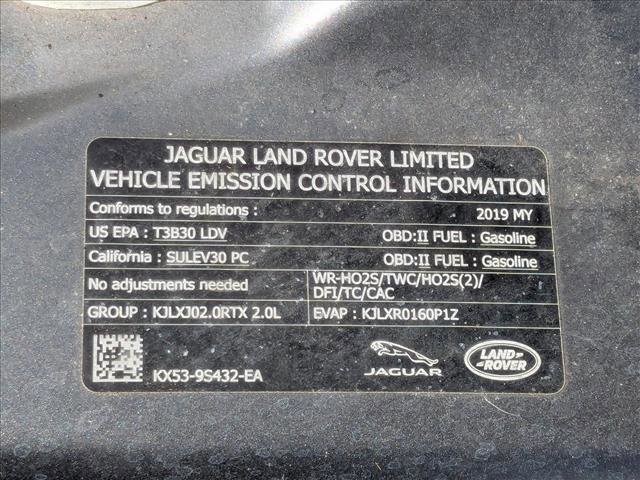 JAGUAR LAND ROVER LIMITED
VEHICLE EMISSION CONTROL INFORMATION
Conforms to regulations : 2019 MY
US EPA : T3B30 LDV OBD:II FUEL : Gasoline
California : SULEV30 PC OBD:II FUEL : Gasoline
No adjustments needed
WR-HO2S/TWC/HO2S(2)/
DFI/TC/CAC
GROUP : KJLXJ02.0RTX 2.0L EVAP : KJLXR0160P1Z
KX53-9S432-EA
JAGUAR
LAND
ROVER